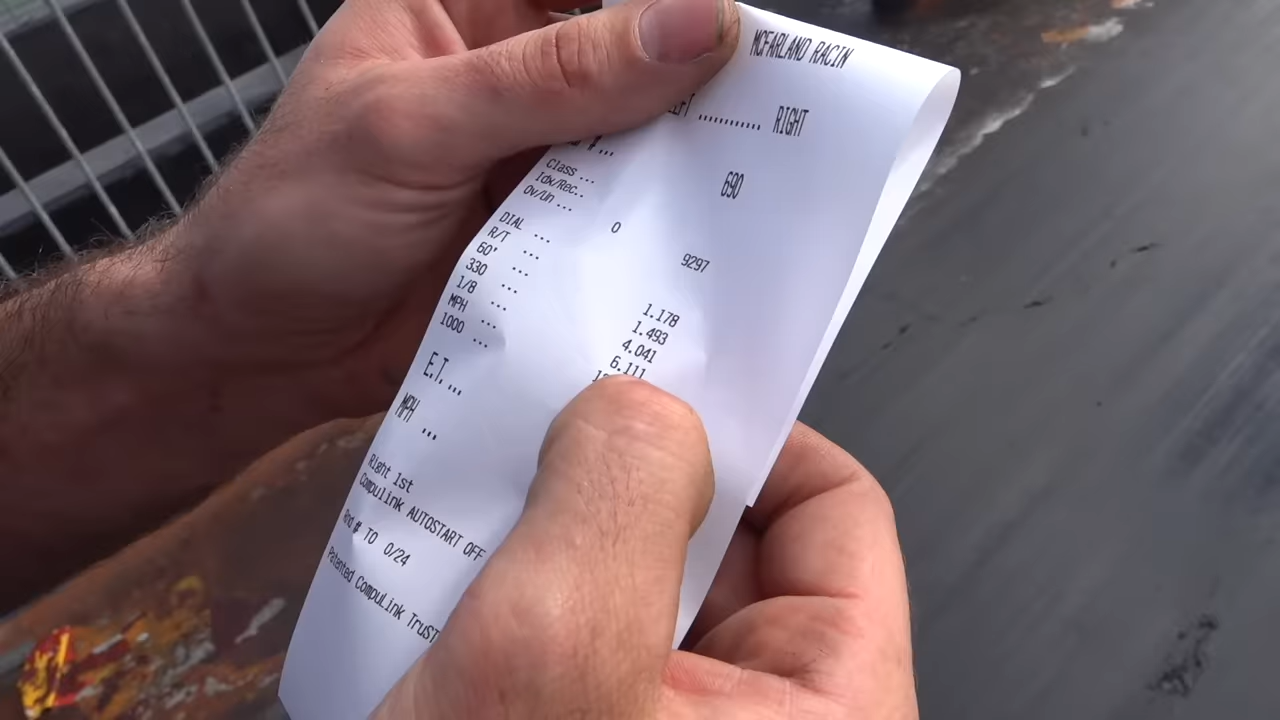 MCFARLAND RACIN
RIGHT
# ...
690
Class ...
Idx/Rec..
Ov/Un ... 0
9297
DIAL ...
R/T ... 1.178
60' ... 1.493
330 ... 4.041
1/8 ... 6.111
MPH ...
1000 ...
E.T. ...
MPH ...
Right 1st
CompuLink AUTOSTART OFF
Rnd # TO 0/24
Patented CompuLink TruST